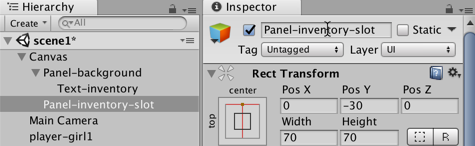 Hierarchy
Create All
scene1*
Canvas
Panel-background
Text-inventory
Panel-inventory-slot
Main Camera
player-girl1
Inspector
Panel-inventory-slot Static
Tag Untagged Layer UI
Rect Transform
center Pos X Pos Y Pos Z
top 0 -30 0
Width Height
70 70 R